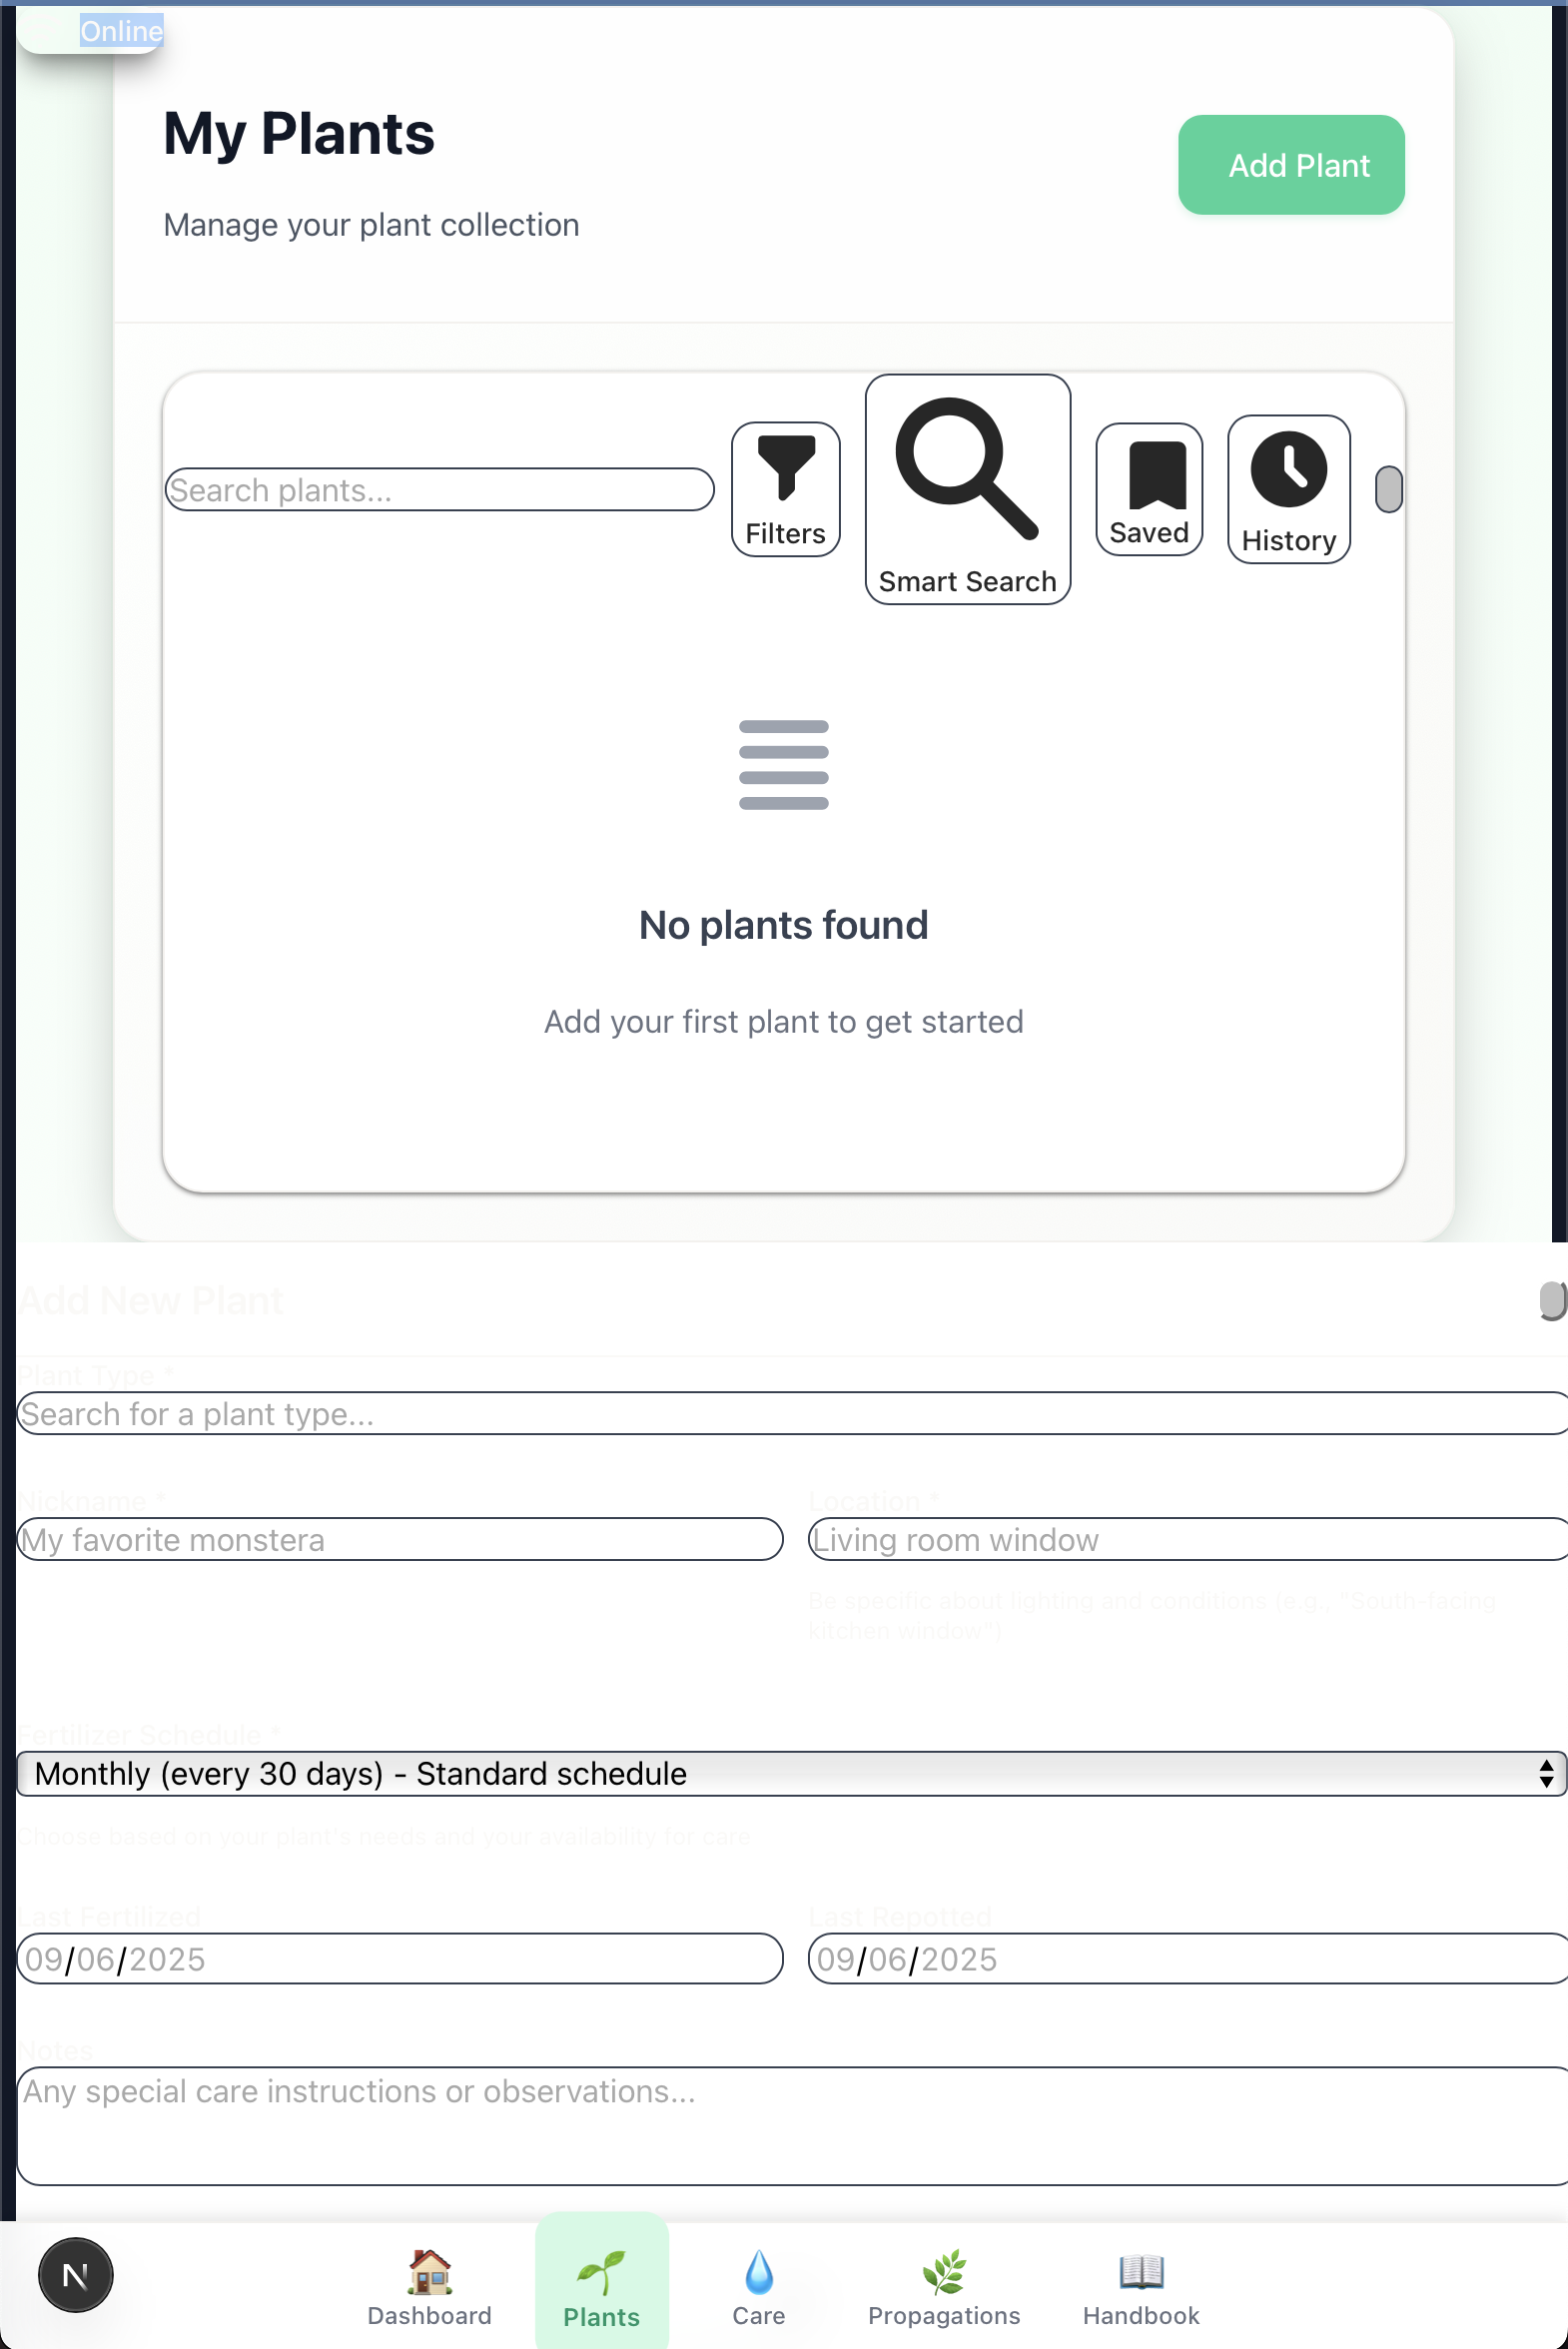 Online
My Plants
Add Plant
Manage your plant collection
Search plants...
Filters
Smart Search
Saved
History
No plants found
Add your first plant to get started
Add New Plant
Plant Type *
Search for a plant type...
Nickname *
Location *
My favorite monstera
Living room window
Be specific about lighting and conditions (e.g., "South-facing
kitchen window")
Fertilizer Schedule *
Monthly (every 30 days) - Standard schedule
Choose based on your plant's needs and your availability for care
Last Fertilized
Last Repotted
09/06/2025
09/06/2025
Notes
Any special care instructions or observations...
N
Dashboard
Plants
Care
Propagations
Handbook